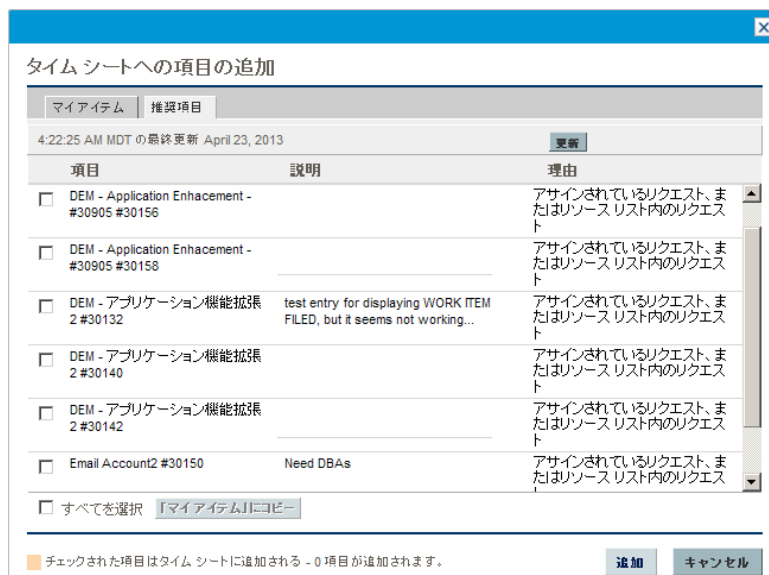 タイム シートへの項目の追加
マイアイテム 推奨項目
4:22:25 AM MDT の最終更新 April 23, 2013 更新
項目 説明 理由
DEM - Application Enhacement - アサインされているリクエスト、ま
#30905 #30156 たはリソース リスト内のリクエス
ト
DEM - Application Enhacement - アサインされているリクエスト、ま
#30905 #30158 たはリソース リスト内のリクエス
ト
DEM - アプリケーション機能拡張 test entry for displaying WORK ITEM アサインされているリクエスト、ま
2 #30132 FILED, but it seems not working... たはリソース リスト内のリクエス
ト
DEM - アプリケーション機能拡張 アサインされているリクエスト、ま
2 #30140 たはリソース リスト内のリクエス
ト
DEM - アプリケーション機能拡張 アサインされているリクエスト、ま
2 #30142 たはリソース リスト内のリクエス
ト
Email Account2 #30150 Need DBAs アサインされているリクエスト、ま
たはリソース リスト内のリクエス
すべてを選択 「マイ アイテム」にコピー
チェックされた項目はタイム シートに追加される - 0 項目が追加されます。 追加 キャンセル